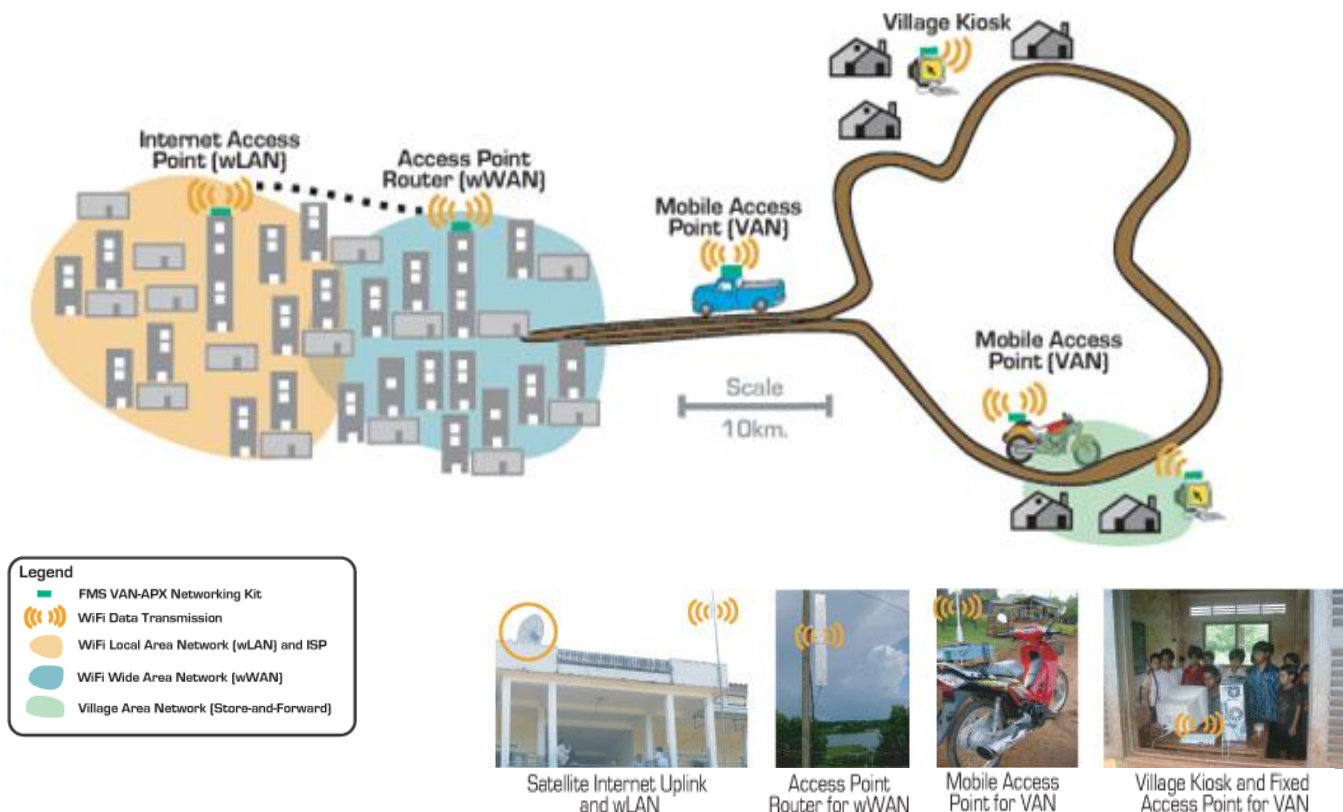 Village Kiosk
Internet Access
Point (wLAN)
Access Point
Router (wWAN)
Mobile Access
Point (VAN)
Mobile Access
Point (VAN)
Scale
10km.
Legend
FMS VAN-APX Networking Kit
WiFi Data Transmission
WiFi Local Area Network (wLAN) and ISP
WiFi Wide Area Network (wWAN)
Village Area Network (Store-and-Forward)
Satellite Internet Uplink
and wLAN
Access Point
Router for wWAN
Mobile Access
Point for VAN
Village Kiosk and Fixed
Access Point for VAN